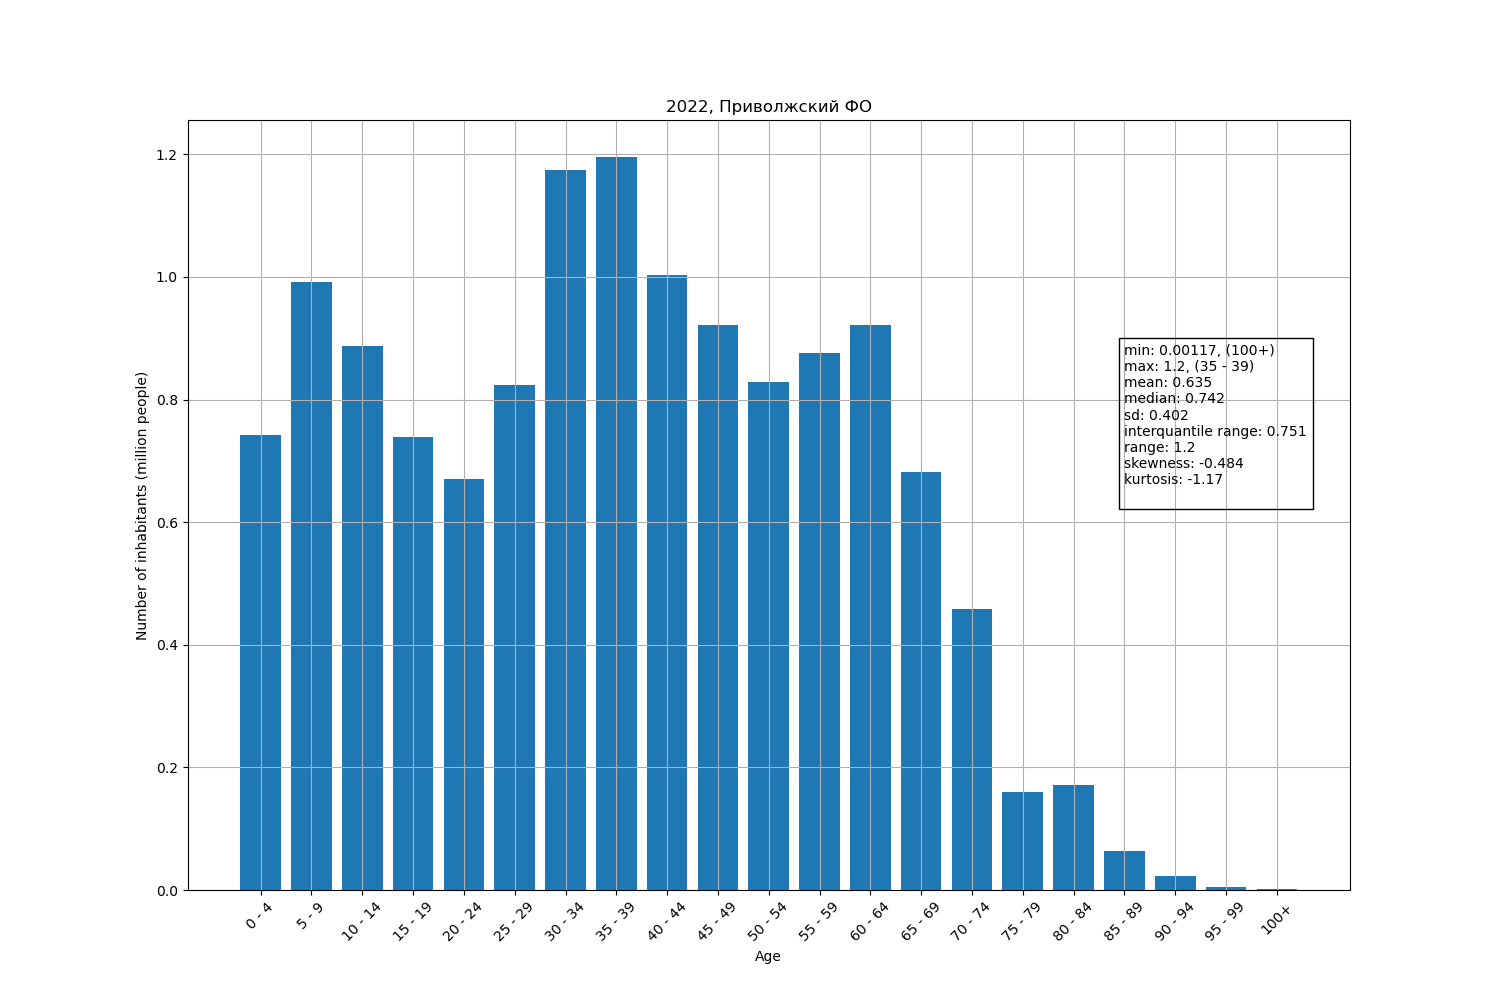 2022, Приволжский ФО
Number of inhabitants (million people)
1.2
1.0
0.8
0.6
0.4
0.2
0.0
min: 0.00117, (100+)
max: 1.2, (35 - 39)
mean: 0.635
median: 0.742
sd: 0.402
interquantile range: 0.751
range: 1.2
skewness: -0.484
kurtosis: -1.17
0 - 4
5 - 9
10 - 14
15 - 19
20 - 24
25 - 29
30 - 34
35 - 39
40 - 44
45 - 49
50 - 54
55 - 59
60 - 64
65 - 69
70 - 74
75 - 79
80 - 84
85 - 89
90 - 94
95 - 99
100+
Age